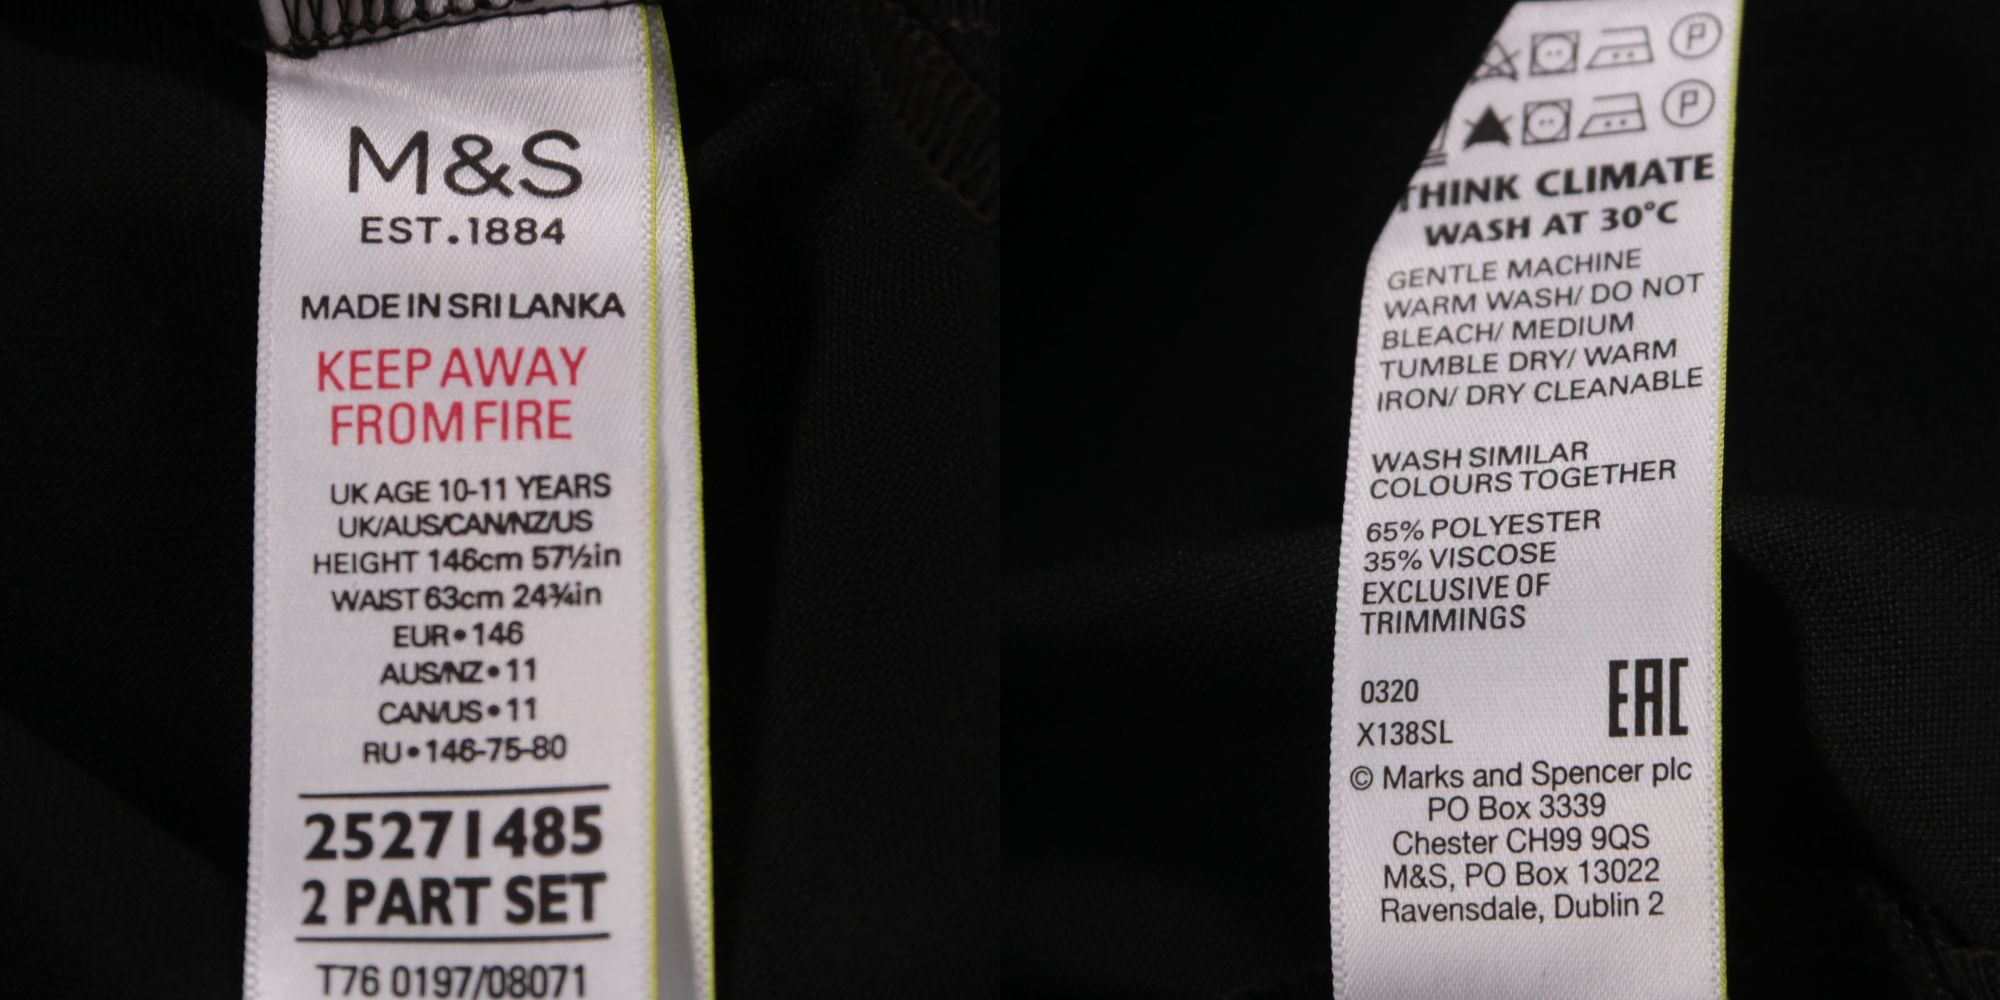 M&S
EST.1884
MADE IN SRI LANKA
KEEP AWAY
FROM FIRE
UK AGE 10-11 YEARS
UK/AUS/CAN/NZ/US
HEIGHT 146cm 57½in
WAIST 63cm 24¾in
EUR•146
AUS/NZ•11
CAN/US•11
RU•146-75-80
25271485
2 PART SET
T76 0197/08071
P
P
THINK CLIMATE
WASH AT 30°C
GENTLE MACHINE
WARM WASH/ DO NOT
BLEACH/ MEDIUM
TUMBLE DRY/ WARM
IRON/ DRY CLEANABLE
WASH SIMILAR
COLOURS TOGETHER
65% POLYESTER
35% VISCOSE
EXCLUSIVE OF
TRIMMINGS
0320
X138SL
EAC
© Marks and Spencer plc
PO Box 3339
Chester CH99 9QS
M&S, PO Box 13022
Ravensdale, Dublin 2